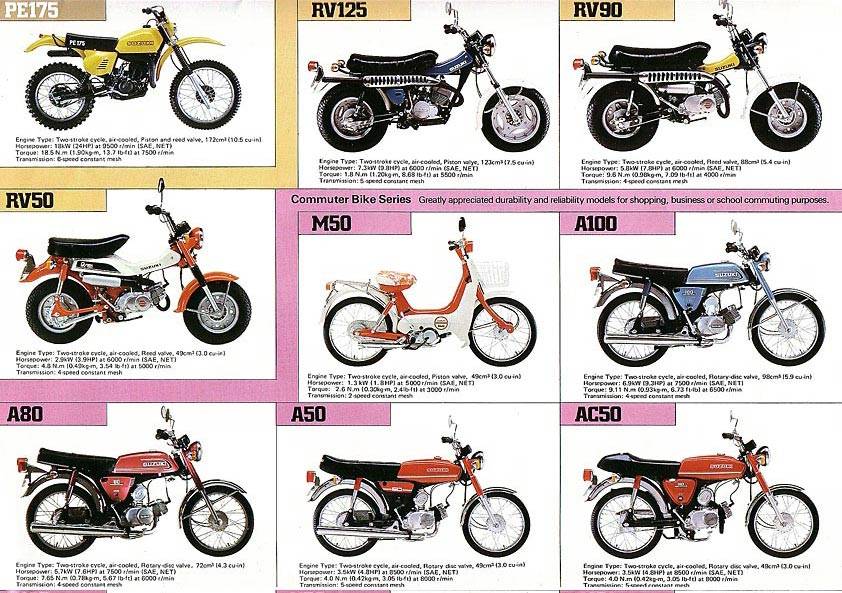 PE175
Engine Type: Two-stroke cycle, air-cooled, Piston and reed valve, 172cm³ (10.5 cu-in)
Horsepower: 18kW (24HP) at 9500 r/min (SAE, NET)
Torque: 18.5 N.m (1.90kg-m, 13.7 lb-ft) at 7500 r/min
Transmission: 6-speed constant mesh
RV125
Engine Type: Two-stroke cycle, air-cooled, Piston valve, 123cm³ (7.5 cu-in)
Horsepower: 7.3kW (9.8HP) at 6000 r/min (SAE, NET)
Torque: 1.8 N.m (1.20kg-m, 8.68 lb-ft) at 5500 r/min
Transmission: 5-speed constant mesh
RV90
Engine Type: Two-stroke cycle, air-cooled, Reed valve, 88cm³ (5.4 cu-in)
Horsepower: 5.8kW (7.8HP) at 6000 r/min (SAE, NET)
Torque: 9.6 N.m (0.98kg-m, 7.09 lb-ft) at 4000 r/min
Transmission: 4-speed constant mesh
RV50
Engine Type: Two-stroke cycle, air-cooled, Reed valve, 49cm³ (3.0 cu-in)
Horsepower: 2.9kW (3.9HP) at 6000 r/min (SAE, NET)
Torque: 4.8 N.m (0.49kg-m, 3.54 lb-ft) at 5000 r/min
Transmission: 4-speed constant mesh
Commuter Bike Series Greatly appreciated durability and reliability models for shopping, business or school commuting purposes.
M50
Engine Type: Two-stroke cycle, air-cooled, Piston valve, 49cm³ (3.0 cu-in)
Horsepower: 1.3 kW (1.8HP) at 5000 r/min (SAE, NET)
Torque: 2.6 N.m (0.30kg-m, 2.4lb-ft) at 3000 r/min
Transmission: 2-speed constant mesh
A100
Engine Type: Two-stroke cycle, air-cooled, Rotary-disc valve, 98cm³ (5.9 cu-in)
Horsepower: 6.9kW (9.3HP) at 7500 r/min (SAE, NET)
Torque: 9.11 N.m (0.93kg-m, 6.73 lb-ft) at 6500 r/min
Transmission: 4-speed constant mesh
A80
Engine Type: Two-stroke cycle, air-cooled, Rotary-disc valve, 72cm³ (4.3 cu-in)
Horsepower: 5.7kW (7.6HP) at 7500 r/min (SAE, NET)
Torque: 7.65 N.m (0.78kg-m, 5.67 lb-ft) at 6000 r/min
Transmission: 4-speed constant mesh
A50
Engine Type: Two-stroke cycle, air-cooled, Rotary disc valve, 49cm³ (3.0 cu-in)
Horsepower: 3.5kW (4.8HP) at 8500 r/min (SAE, NET)
Torque: 4.0 N.m (0.42kg-m, 3.05 lb-ft) at 8000 r/min
Transmission: 5-speed constant mesh
AC50
Engine Type: Two-stroke cycle, air-cooled, Rotary disc valve, 49cm³ (3.0 cu-in)
Horsepower: 3.5kW (4.8HP) at 8500 r/min (SAE, NET)
Torque: 4.0 N.m (0.42kg-m, 3.05 lb-ft) at 8000 r/min
Transmission: 5-speed constant mesh
PE175
SUZUKI
SUZUKI
SUZUKI
SUZUKI
SUZUKI
100
SUZUKI
SUZUKI
SUZUKI